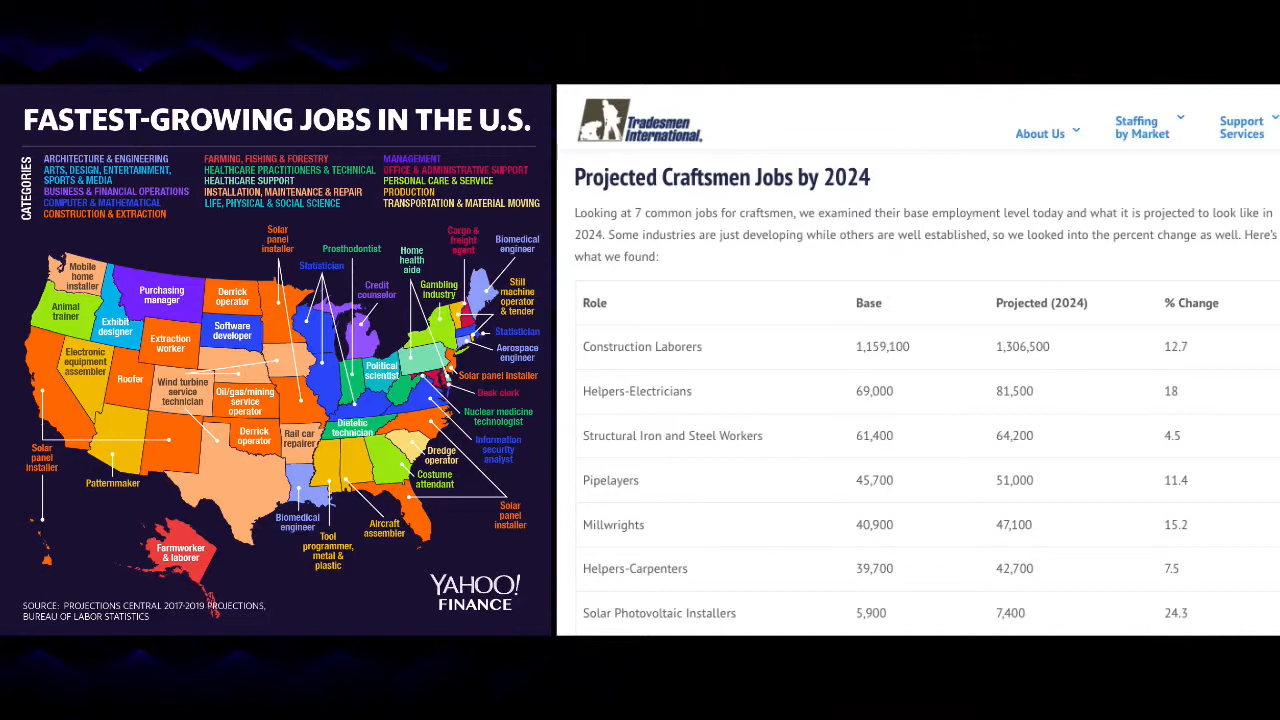 FASTEST-GROWING JOBS IN THE U.S.
CATEGORIES
ARCHITECTURE & ENGINEERING
ARTS, DESIGN, ENTERTAINMENT,
SPORTS & MEDIA
BUSINESS & FINANCIAL OPERATIONS
COMPUTER & MATHEMATICAL
CONSTRUCTION & EXTRACTION
FARMING, FISHING & FORESTRY
HEALTHCARE PRACTITIONERS & TECHNICAL
HEALTHCARE SUPPORT
INSTALLATION, MAINTENANCE & REPAIR
LIFE, PHYSICAL & SOCIAL SCIENCE
MANAGEMENT
OFFICE & ADMINISTRATIVE SUPPORT
PERSONAL CARE & SERVICE
PRODUCTION
TRANSPORTATION & MATERIAL MOVING
Solar
panel
installer
Prosthodontist
Statistician
Home
health
aide
Cargo &
freight
agent
Biomedical
engineer
Mobile
home
installer
Purchasing
manager
Derrick
operator
Credit
counselor
Gambling
industry
Still
machine
operator
& tender
Animal
trainer
Exhibit
designer
Software
developer
Statistician
Extraction
worker
Aerospace
engineer
Electronic
equipment
assembler
Roofer
Wind turbine
service
technician
Political
scientist
Solar panel installer
Oil/gas/mining
service
operator
Desk clerk
Nuclear medicine
technologist
Derrick
operator
Rail car
repairer
Dietetic
technician
Information
security
analyst
Dredge
operator
Solar
panel
installer
Patternmaker
Costume
attendant
Biomedical
engineer
Tool
programmer,
metal &
plastic
Aircraft
assembler
Solar
panel
installer
Farmworker
& laborer
YAHOO!
FINANCE
SOURCE: PROJECTIONS CENTRAL 2017-2019 PROJECTIONS,
BUREAU OF LABOR STATISTICS
Tradesmen
International.
About Us
Staffing
by Market
Support
Services
Projected Craftsmen Jobs by 2024
Looking at 7 common jobs for craftsmen, we examined their base employment level today and what it is projected to look like in
2024. Some industries are just developing while others are well established, so we looked into the percent change as well. Here's
what we found:
Role Base Projected (2024) % Change
Construction Laborers 1,159,100 1,306,500 12.7
Helpers-Electricians 69,000 81,500 18
Structural Iron and Steel Workers 61,400 64,200 4.5
Pipelayers 45,700 51,000 11.4
Millwrights 40,900 47,100 15.2
Helpers-Carpenters 39,700 42,700 7.5
Solar Photovoltaic Installers 5,900 7,400 24.3